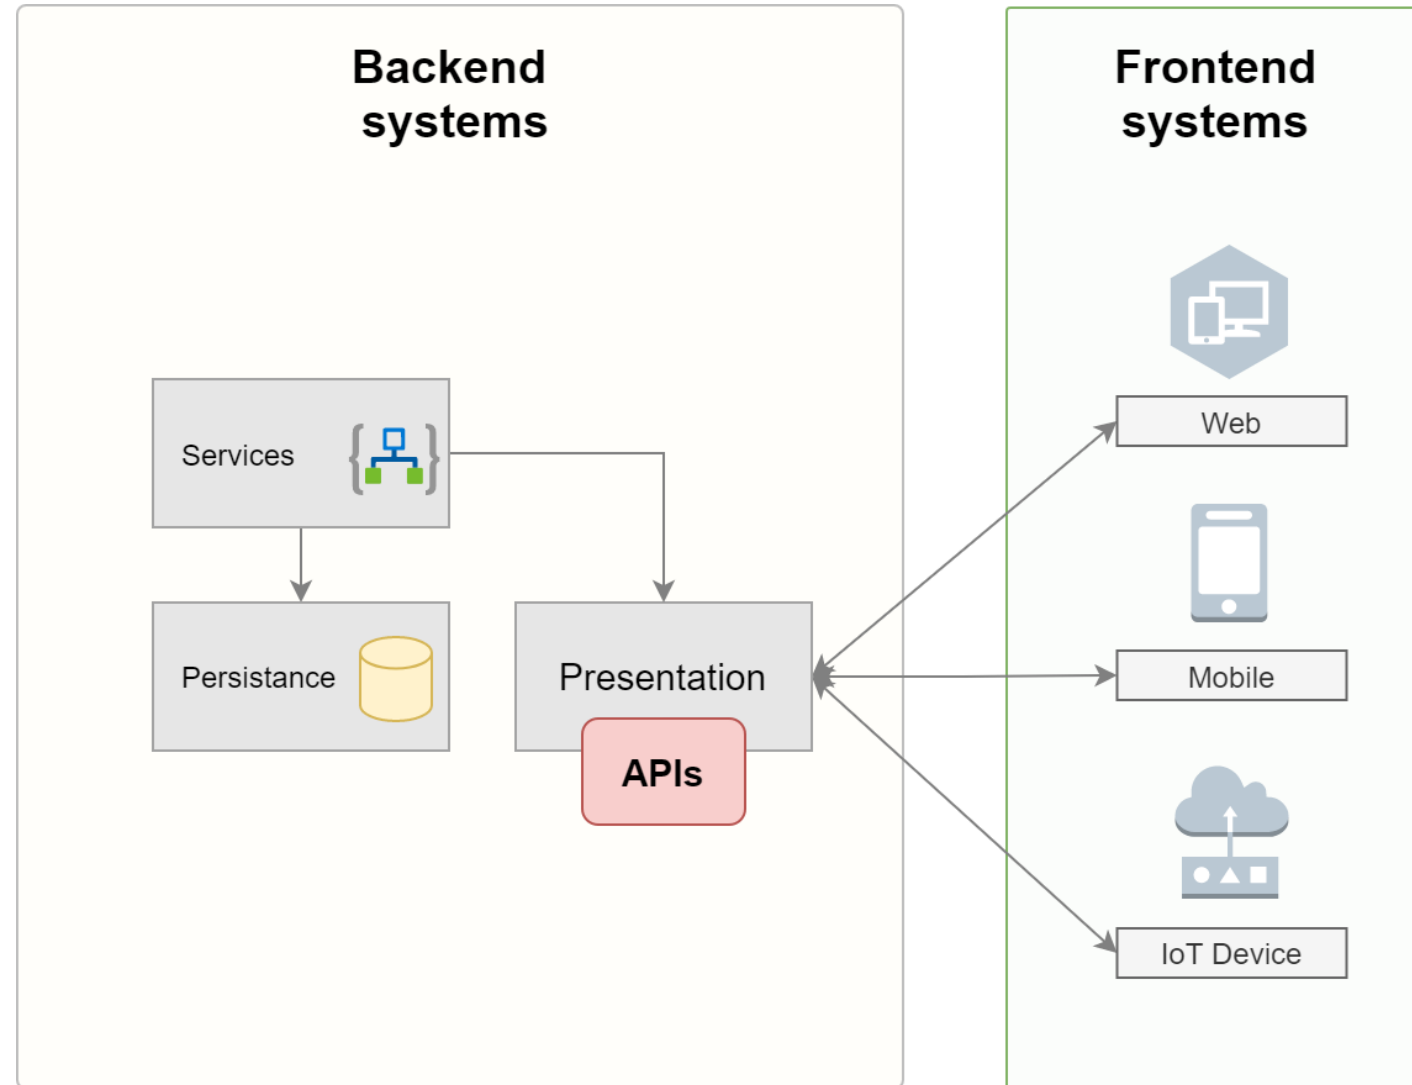 Backend
systems
Frontend
systems
Services
Persistance
Presentation
APIs
Web
Mobile
IoT Device